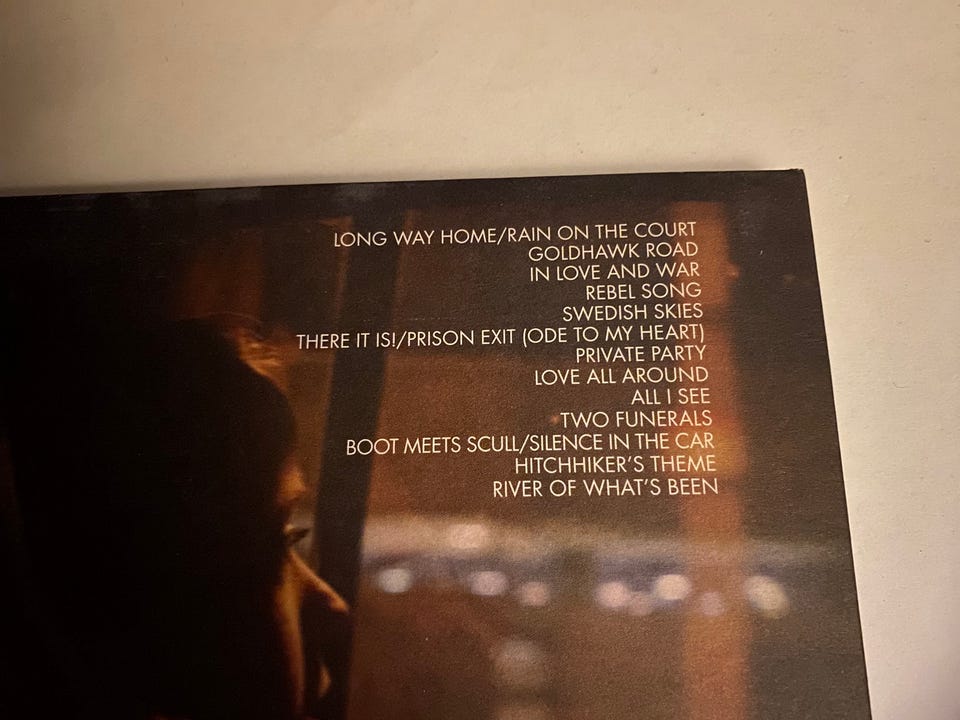 LONG WAY HOME/RAIN ON THE COURT
GOLDHAWK ROAD
IN LOVE AND WAR
REBEL SONG
SWEDISH SKIES
THERE IT IS!/PRISON EXIT (ODE TO MY HEART)
PRIVATE PARTY
LOVE ALL AROUND
ALL I SEE
TWO FUNERALS
BOOT MEETS SCULL/SILENCE IN THE CAR
HITCHHIKER'S THEME
RIVER OF WHAT'S BEEN